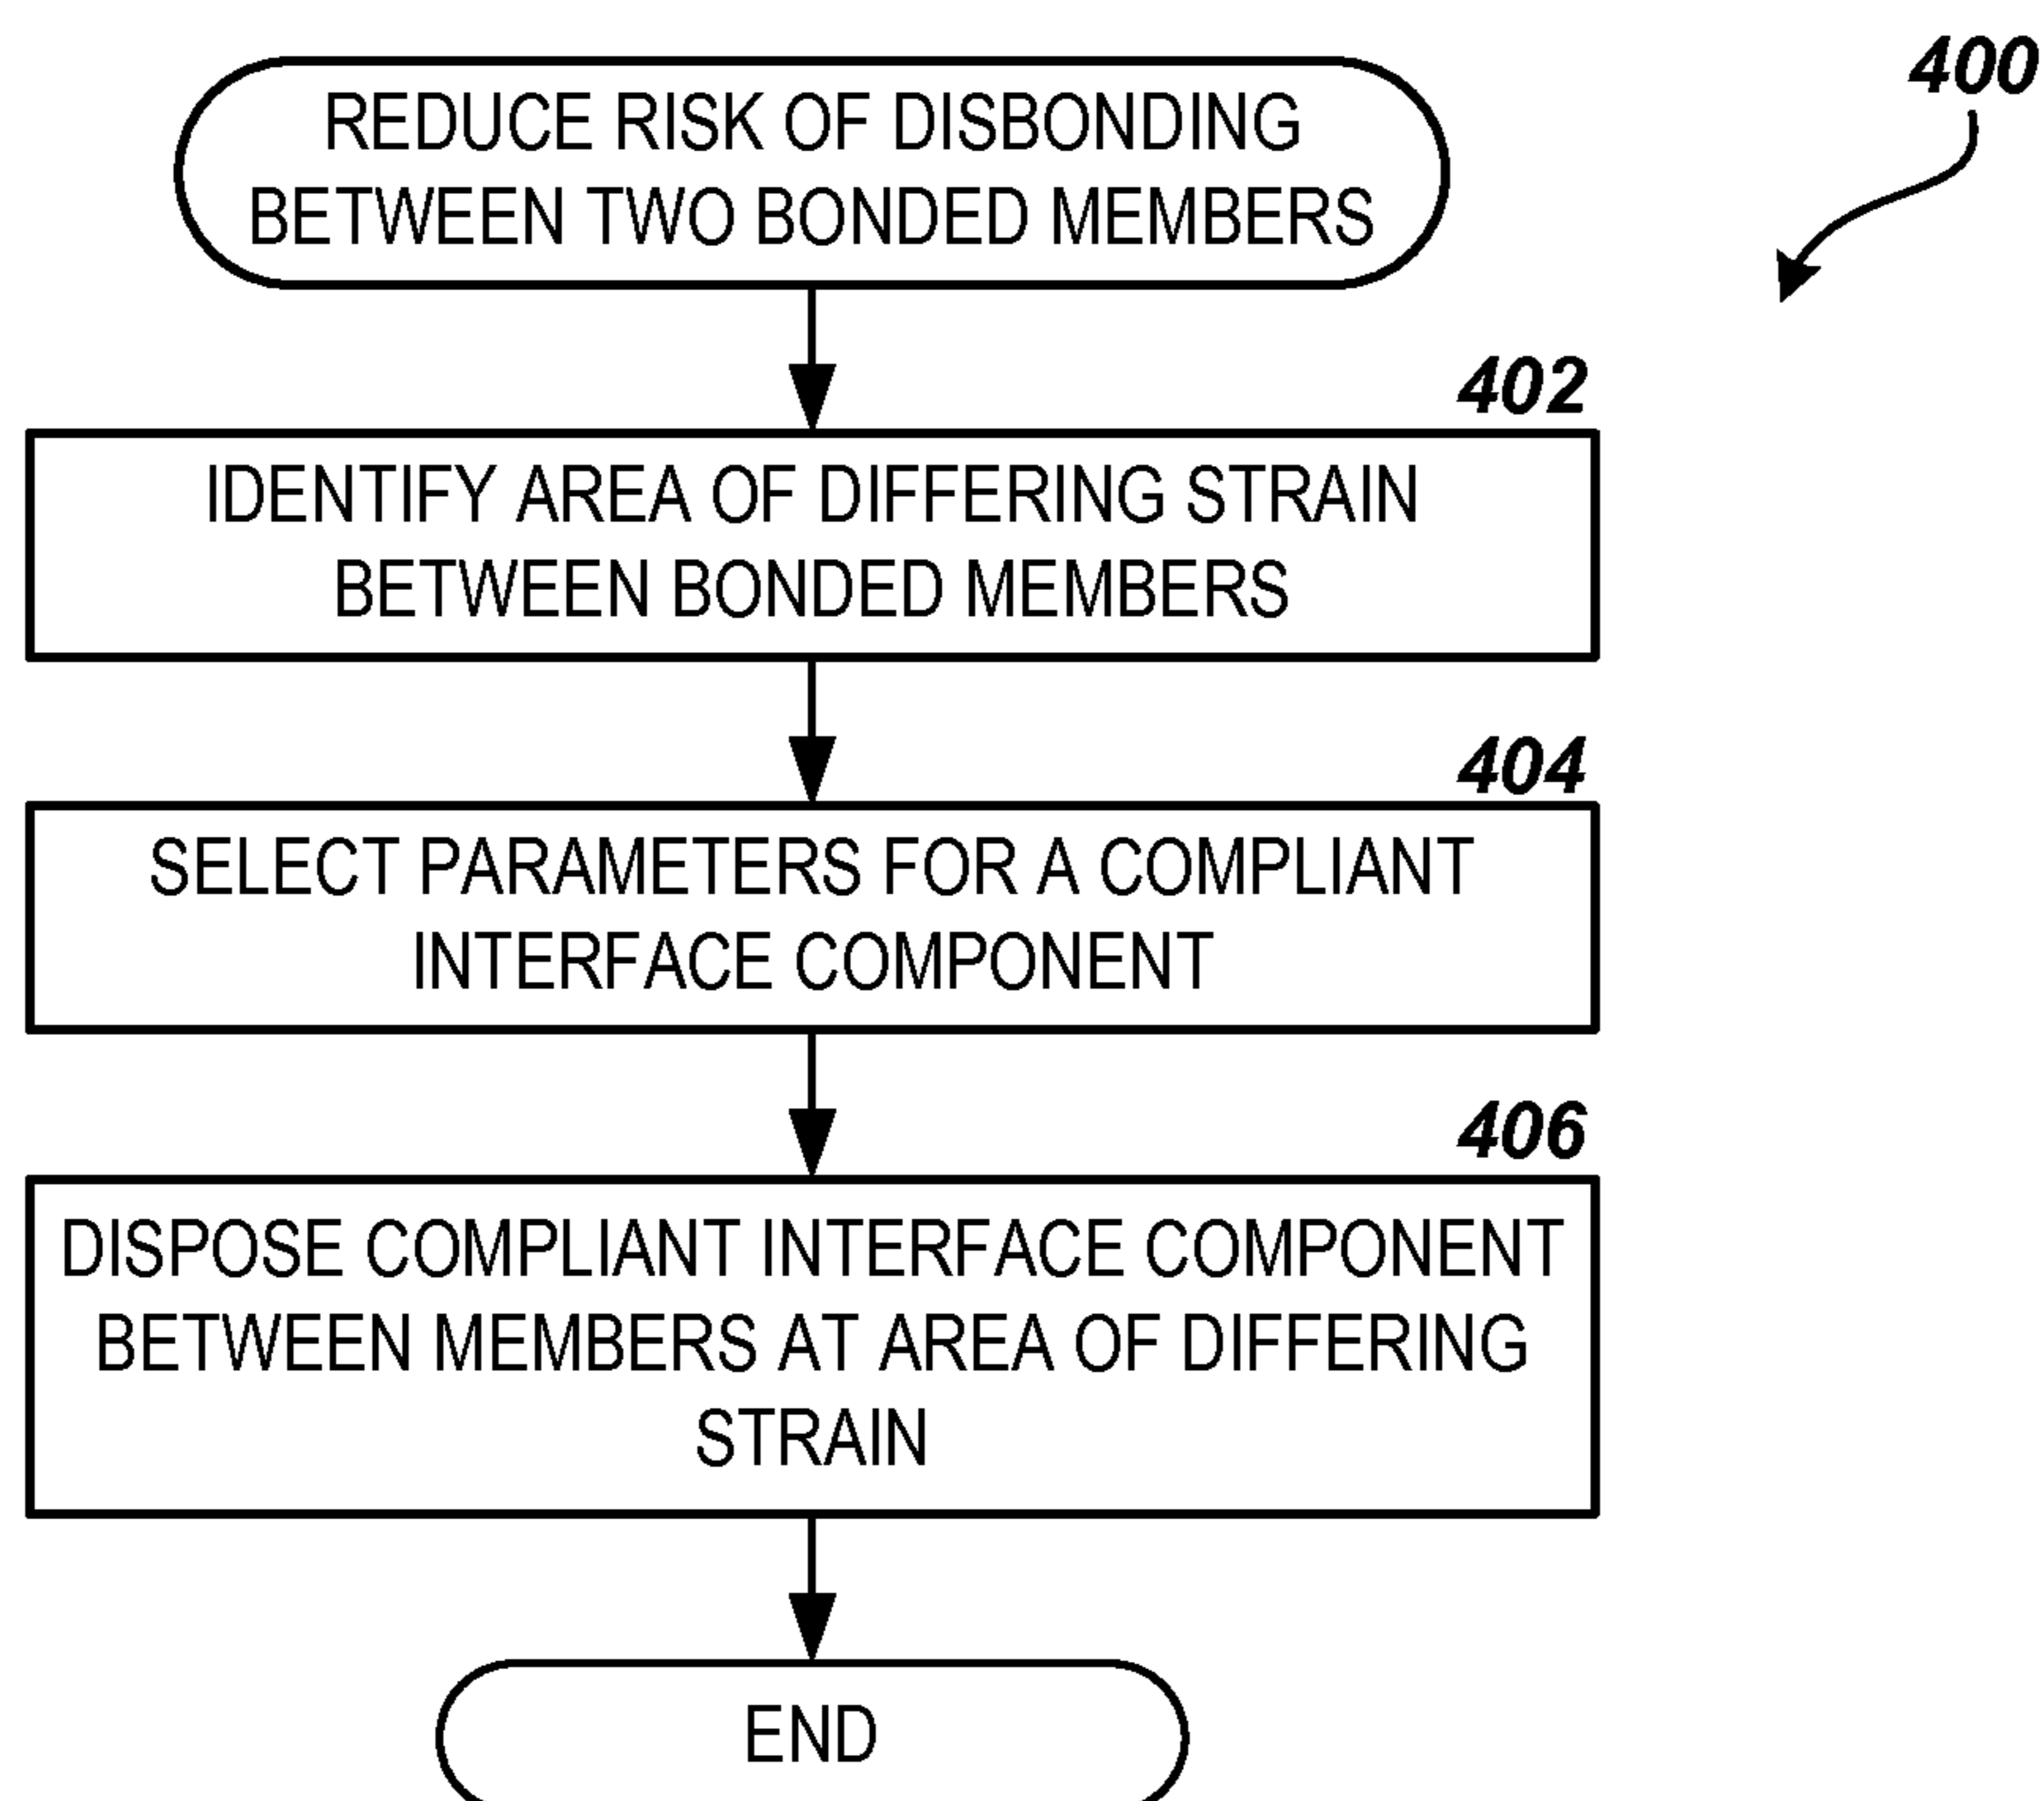 400
REDUCE RISK OF DISBONDING
BETWEEN TWO BONDED MEMBERS
402
IDENTIFY AREA OF DIFFERING STRAIN
BETWEEN BONDED MEMBERS
404
SELECT PARAMETERS FOR A COMPLIANT
INTERFACE COMPONENT
406
DISPOSE COMPLIANT INTERFACE COMPONENT
BETWEEN MEMBERS AT AREA OF DIFFERING
STRAIN
END